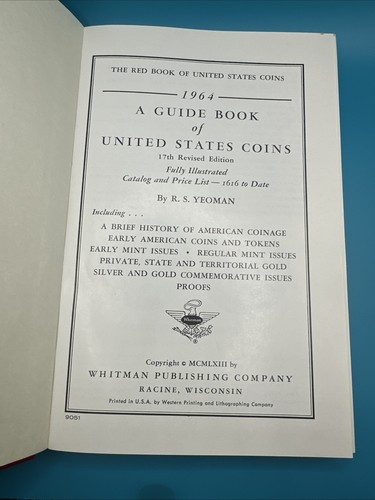 THE RED BOOK OF UNITED STATES COINS
1964
A GUIDE BOOK
of
UNITED STATES COINS
17th Revised Edition
Fully Illustrated
Catalog and Price List — 1616 to Date
By R. S. YEOMAN
Including . . .
A BRIEF HISTORY OF AMERICAN COINAGE
EARLY AMERICAN COINS AND TOKENS
EARLY MINT ISSUES • REGULAR MINT ISSUES
PRIVATE, STATE AND TERRITORIAL GOLD
SILVER AND GOLD COMMEMORATIVE ISSUES
PROOFS
Whitman
Copyright © MCMLXIII by
WHITMAN PUBLISHING COMPANY
RACINE, WISCONSIN
Printed in U.S.A. by Western Printing and Lithographing Company
9051